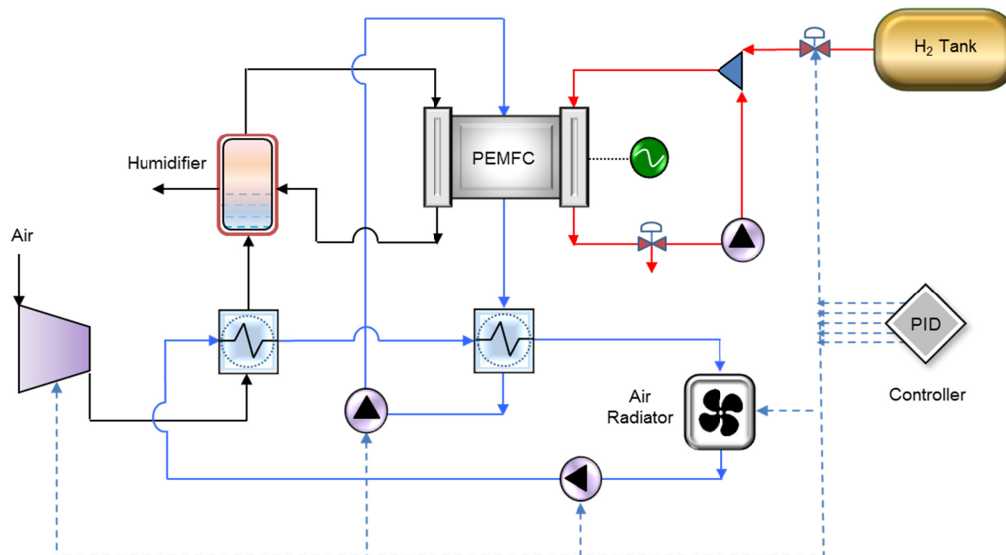 H₂ Tank
PEMFC
Humidifier
Air
PID
Air
Radiator
Controller